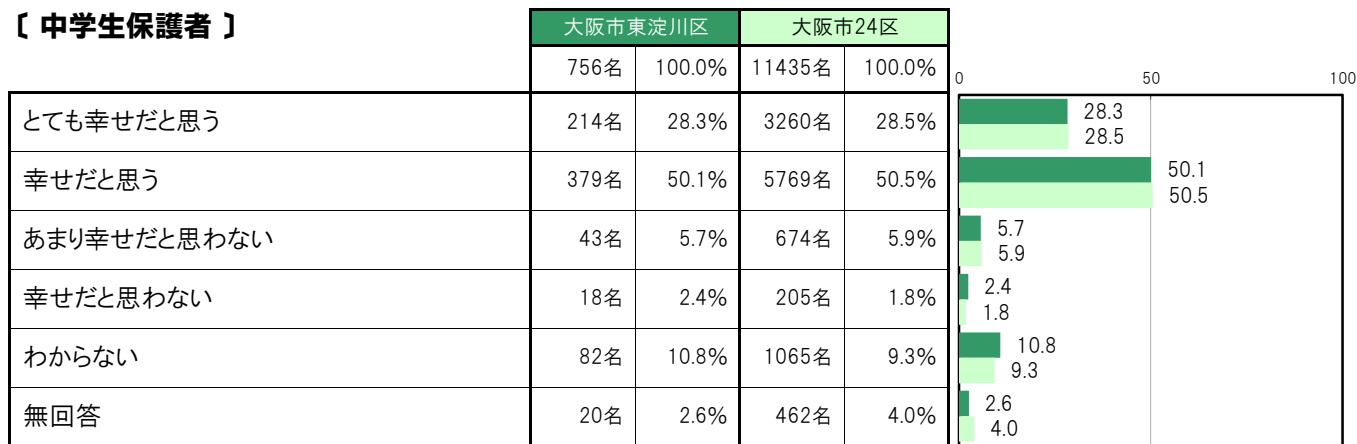 〔 中学生保護者 〕
大阪市東淀川区 大阪市24区
756名 100.0% 11435名 100.0%
0 50 100
とても幸せだと思う 214名 28.3% 3260名 28.5%
28.3
28.5
幸せだと思う 379名 50.1% 5769名 50.5%
50.1
50.5
あまり幸せだと思わない 43名 5.7% 674名 5.9%
5.7
5.9
幸せだと思わない 18名 2.4% 205名 1.8%
2.4
1.8
わからない 82名 10.8% 1065名 9.3%
10.8
9.3
無回答 20名 2.6% 462名 4.0%
2.6
4.0